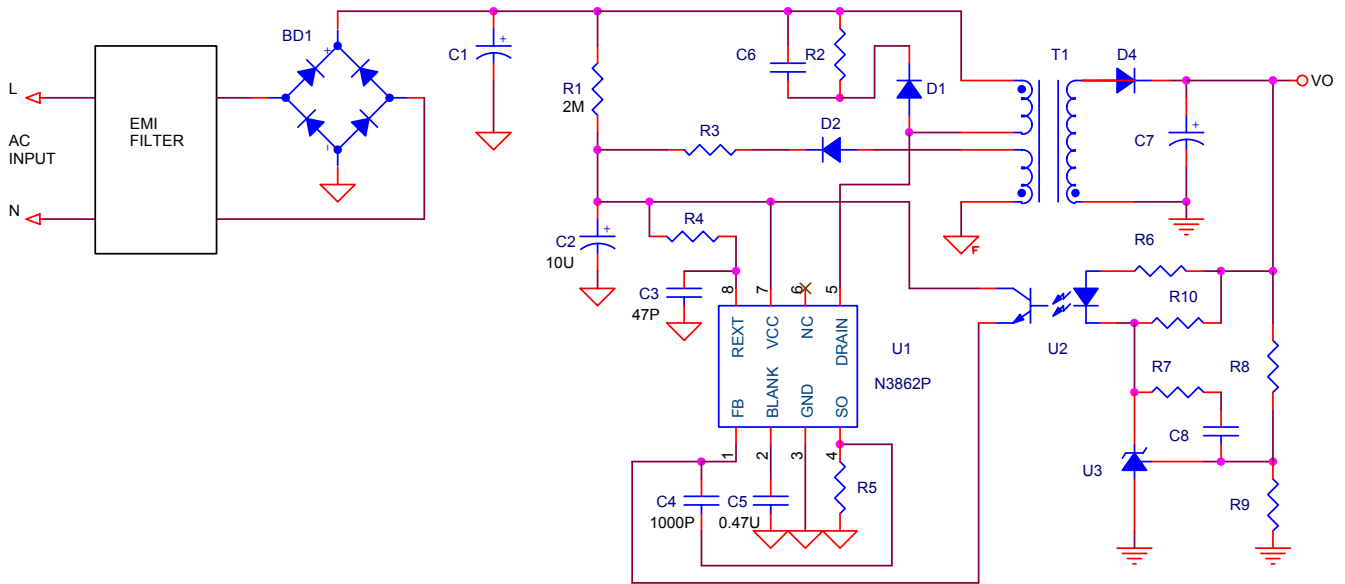 BD1
+
-
C1
+
C6
R2
D1
T1
D4
VO
L
AC
INPUT
N
EMI
FILTER
R1
2M
R3
D2
C7
+
R4
C2
+
10U
F
C3
47P
8
7
6
5
REXT
VCC
NC
DRAIN
U1
N3862P
FB
BLANK
GND
SO
1
2
3
4
R6
R10
U2
R7
R8
C8
U3
R9
C4
1000P
C5
0.47U
R5